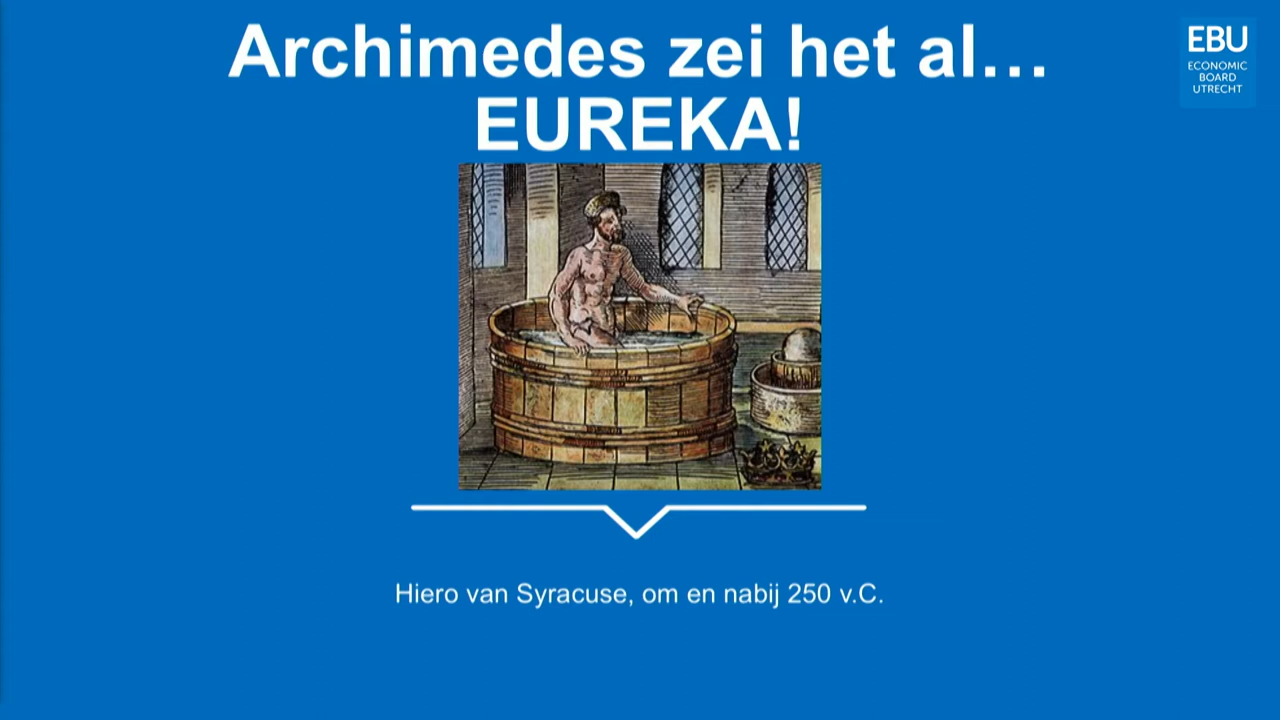 Archimedes zei het al...
EUREKA!
EBU
ECONOMIC
BOARD
UTRECHT
Hiero van Syracuse, om en nabij 250 v.C.